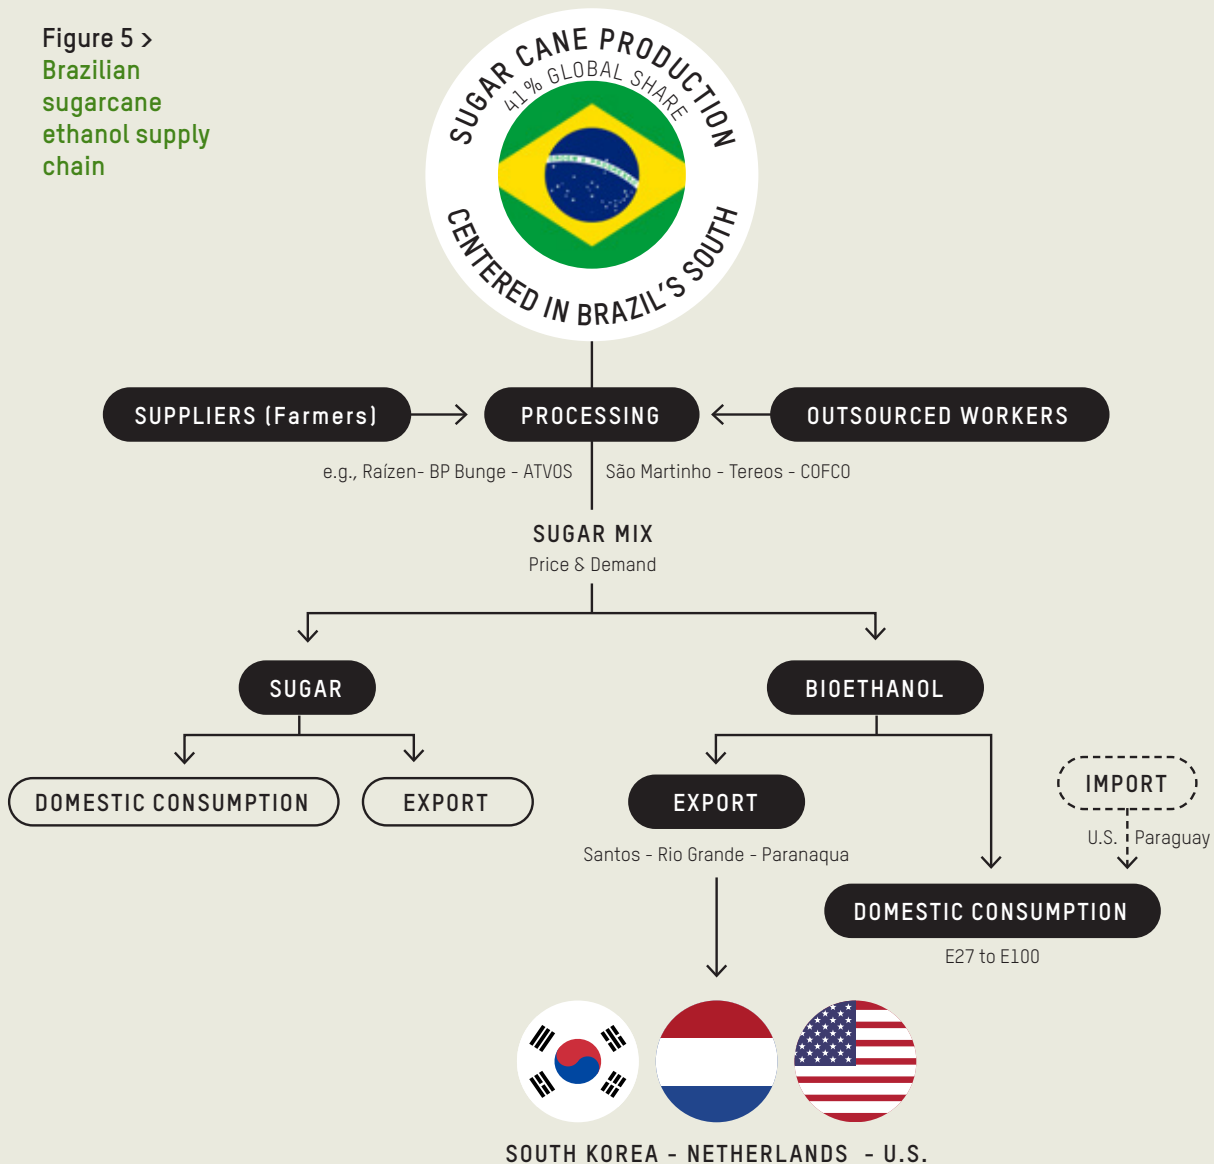 Figure 5 >
Brazilian
sugarcane
ethanol supply
chain
SUGAR CANE PRODUCTION
41% GLOBAL SHARE
CENTERED IN BRAZIL'S SOUTH
SUPPLIERS (Farmers)
PROCESSING
OUTSOURCED WORKERS
e.g., Raízen- BP Bunge - ATVOS
São Martinho - Tereos - COFCO
SUGAR MIX
Price & Demand
SUGAR
BIOETHANOL
DOMESTIC CONSUMPTION
EXPORT
EXPORT
IMPORT
Santos - Rio Grande - Paranaqua
U.S.
Paraguay
DOMESTIC CONSUMPTION
E27 to E100
SOUTH KOREA - NETHERLANDS - U.S.